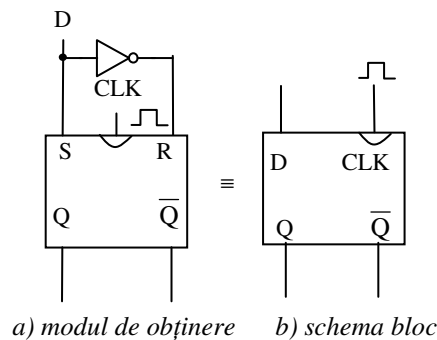 D
CLK
S R
Q Q̅
≡
D CLK
Q Q̅
a) modul de obținere b) schema bloc